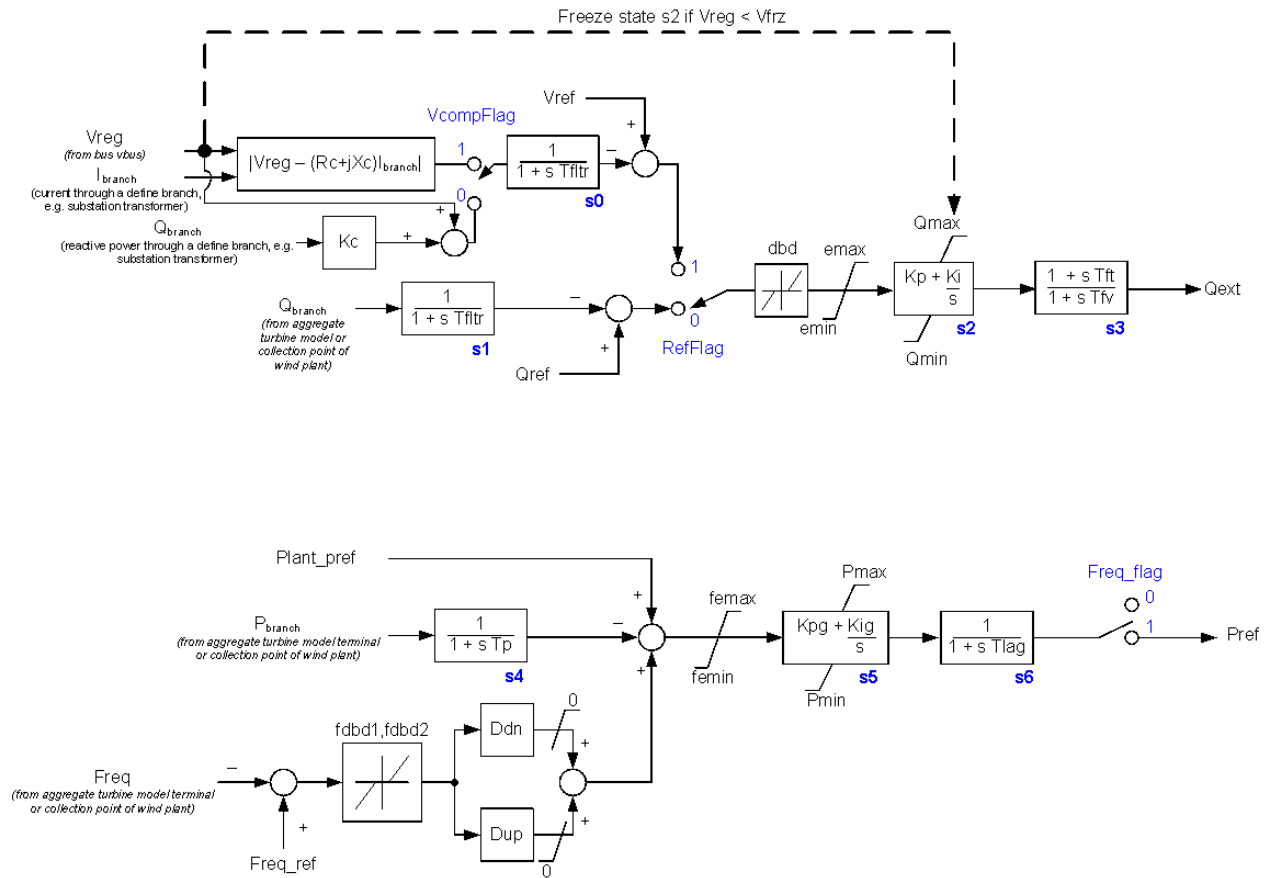 Freeze state s2 if Vreg < Vfrz
Vref
+
VcompFlag
Vreg
(from bus vbus)
I branch
(current through a define branch,
e.g. substation transformer)
|Vreg – (Rc+jXc)I branch|
1
0
1
1 + s Tfltr
s0
–
+
Q branch
(reactive power through a define branch, e.g.
substation transformer)
Kc
+
Q branch
(from aggregate
turbine model or
collection point of
wind plant)
1
1 + s Tfltr
s1
–
+
Qref
1
0
RefFlag
dbd
emax
emin
Qmax
Kp + Ki
s
s2
Qmin
1 + s Tft
1 + s Tfv
s3
Qext
Plant_pref
+
P branch
(from aggregate turbine model terminal
or collection point of wind plant)
1
1 + s Tp
s4
–
+
femax
femin
Pmax
Kpg + Kig
s
s5
Pmin
1
1 + s Tlag
s6
Freq_flag
0
1
Pref
fdbd1,fdbd2
Ddn
0
+
Freq
(from aggregate turbine model terminal
or collection point of wind plant)
–
+
Freq_ref
Dup
0
+